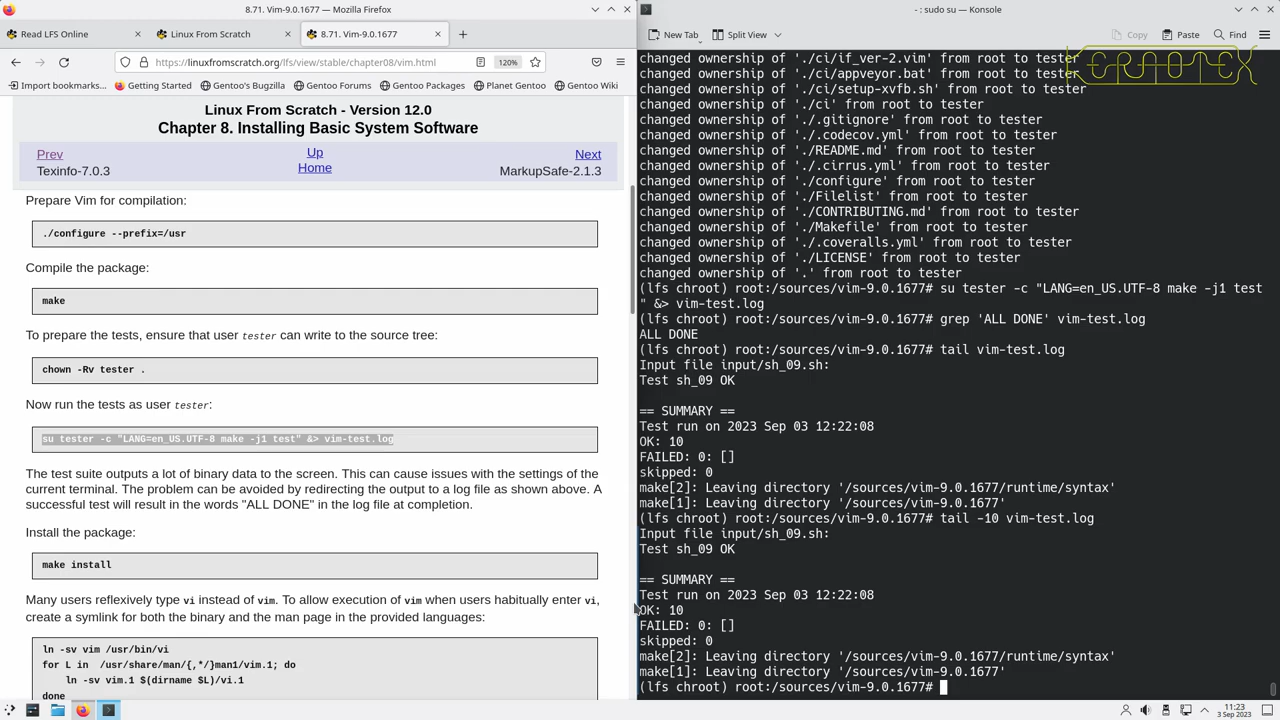 8.71. Vim-9.0.1677 — Mozilla Firefox
Read LFS Online
Linux From Scratch
8.71. Vim-9.0.1677
https://linuxfromscratch.org/lfs/view/stable/chapter08/vim.html
120%
Import bookmarks...
Getting Started
Gentoo's Bugzilla
Gentoo Forums
Gentoo Packages
Planet Gentoo
Gentoo Wiki
Linux From Scratch - Version 12.0
Chapter 8. Installing Basic System Software
Prev
Up
Next
Texinfo-7.0.3
Home
MarkupSafe-2.1.3
Prepare Vim for compilation:
./configure --prefix=/usr
Compile the package:
make
To prepare the tests, ensure that user tester can write to the source tree:
chown -Rv tester .
Now run the tests as user tester:
su tester -c "LANG=en_US.UTF-8 make -j1 test" &> vim-test.log
The test suite outputs a lot of binary data to the screen. This can cause issues with the settings of the
current terminal. The problem can be avoided by redirecting the output to a log file as shown above. A
successful test will result in the words "ALL DONE" in the log file at completion.
Install the package:
make install
Many users reflexively type vi instead of vim. To allow execution of vim when users habitually enter vi,
create a symlink for both the binary and the man page in the provided languages:
ln -sv vim /usr/bin/vi
for L in  /usr/share/man/{,*/}man1/vim.1; do
    ln -sv vim.1 $(dirname $L)/vi.1
done
- : sudo su — Konsole
New Tab
Split View
Copy
Paste
Find
KERNOTEX
changed ownership of './ci/if_ver-2.vim' from root to tester
changed ownership of './ci/appveyor.bat' from root to tester
changed ownership of './ci/setup-xvfb.sh' from root to tester
changed ownership of './ci' from root to tester
changed ownership of './.gitignore' from root to tester
changed ownership of './.codecov.yml' from root to tester
changed ownership of './README.md' from root to tester
changed ownership of './.cirrus.yml' from root to tester
changed ownership of './configure' from root to tester
changed ownership of './Filelist' from root to tester
changed ownership of './CONTRIBUTING.md' from root to tester
changed ownership of './Makefile' from root to tester
changed ownership of './.coveralls.yml' from root to tester
changed ownership of './LICENSE' from root to tester
changed ownership of '.' from root to tester
(lfs chroot) root:/sources/vim-9.0.1677# su tester -c "LANG=en_US.UTF-8 make -j1 test
" &> vim-test.log
(lfs chroot) root:/sources/vim-9.0.1677# grep 'ALL DONE' vim-test.log
ALL DONE
(lfs chroot) root:/sources/vim-9.0.1677# tail vim-test.log
Input file input/sh_09.sh:
Test sh_09 OK
== SUMMARY ==
Test run on 2023 Sep 03 12:22:08
OK: 10
FAILED: 0: []
skipped: 0
make[2]: Leaving directory '/sources/vim-9.0.1677/runtime/syntax'
make[1]: Leaving directory '/sources/vim-9.0.1677'
(lfs chroot) root:/sources/vim-9.0.1677# tail -10 vim-test.log
Input file input/sh_09.sh:
Test sh_09 OK
== SUMMARY ==
Test run on 2023 Sep 03 12:22:08
OK: 10
FAILED: 0: []
skipped: 0
make[2]: Leaving directory '/sources/vim-9.0.1677/runtime/syntax'
make[1]: Leaving directory '/sources/vim-9.0.1677'
(lfs chroot) root:/sources/vim-9.0.1677#
11:23
3 Sep 2023